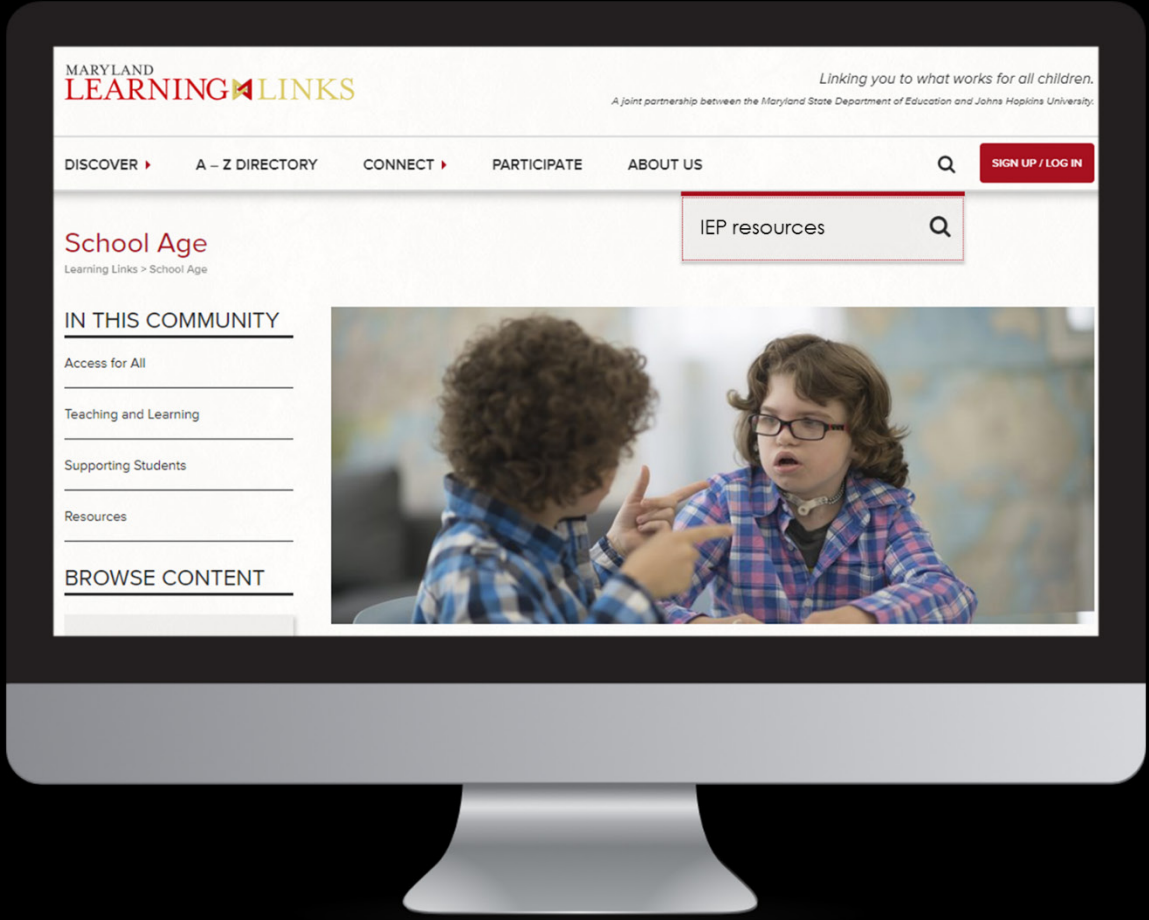 MARYLAND
LEARNING LINKS
Linking you to what works for all children.
A joint partnership between the Maryland State Department of Education and Johns Hopkins University.
DISCOVER
A – Z DIRECTORY
CONNECT
PARTICIPATE
ABOUT US
SIGN UP / LOG IN
IEP resources
School Age
Learning Links > School Age
IN THIS COMMUNITY
Access for All
Teaching and Learning
Supporting Students
Resources
BROWSE CONTENT